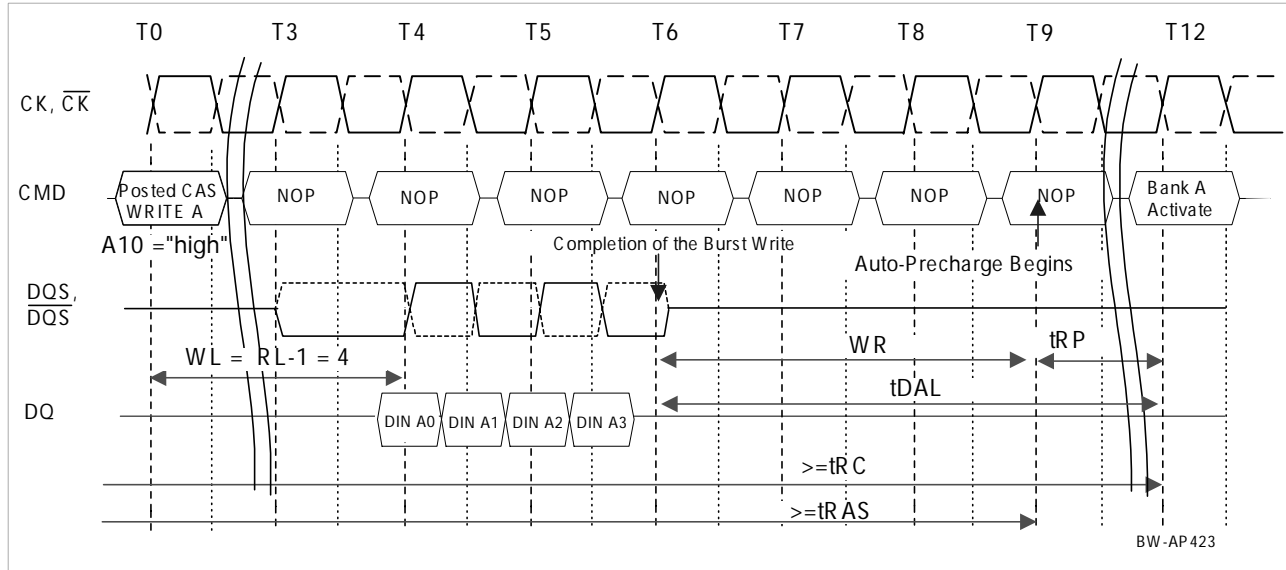 T0 T3 T4 T5 T6 T7 T8 T9 T12
CK, CK
CMD
Posted CAS
WRITE A
NOP NOP NOP NOP NOP NOP NOP
Bank A
Activate
A10 ="high"
Completion of the Burst Write
Auto-Precharge Begins
DQS,
DQS
WL = RL-1 = 4
WR
tRP
tDAL
DQ
DIN A0 DIN A1 DIN A2 DIN A3
>=tRC
>=tRAS
BW-AP423